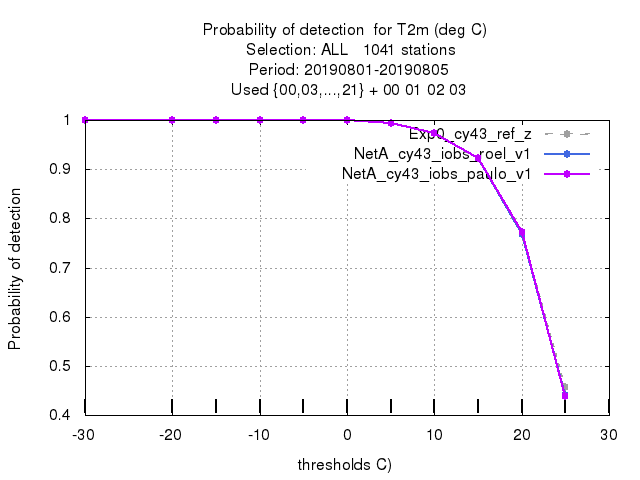 Probability of detection  for T2m (deg C)
Selection: ALL   1041 stations
Period: 20190801-20190805
Used {00,03,...,21} + 00 01 02 03
Exp0_cy43_ref_z
NetA_cy43_iobs_roel_v1
NetA_cy43_iobs_paulo_v1
1
0.9
0.8
0.7
0.6
0.5
0.4
Probability of detection
-30 -20 -10 0 10 20 30
thresholds C)